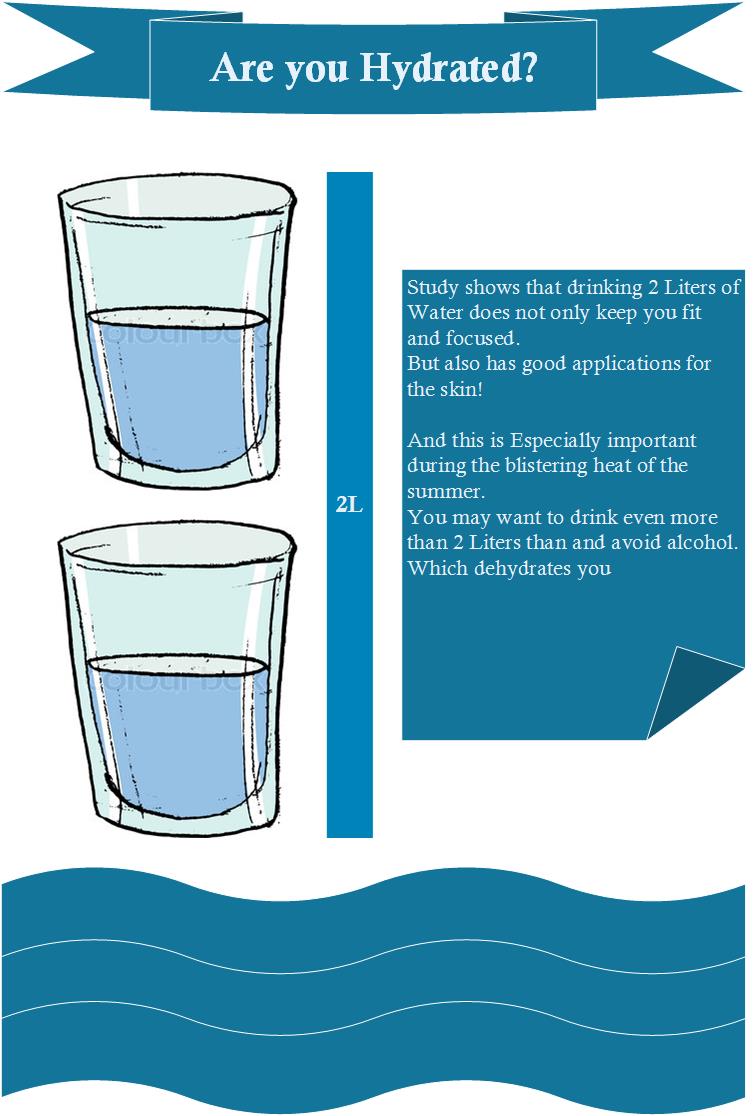 Are you Hydrated?
Study shows that drinking 2 Liters of
Water does not only keep you fit
and focused.
But also has good applications for
the skin!
And this is Especially important
during the blistering heat of the
summer.
You may want to drink even more
than 2 Liters than and avoid alcohol.
Which dehydrates you
2L